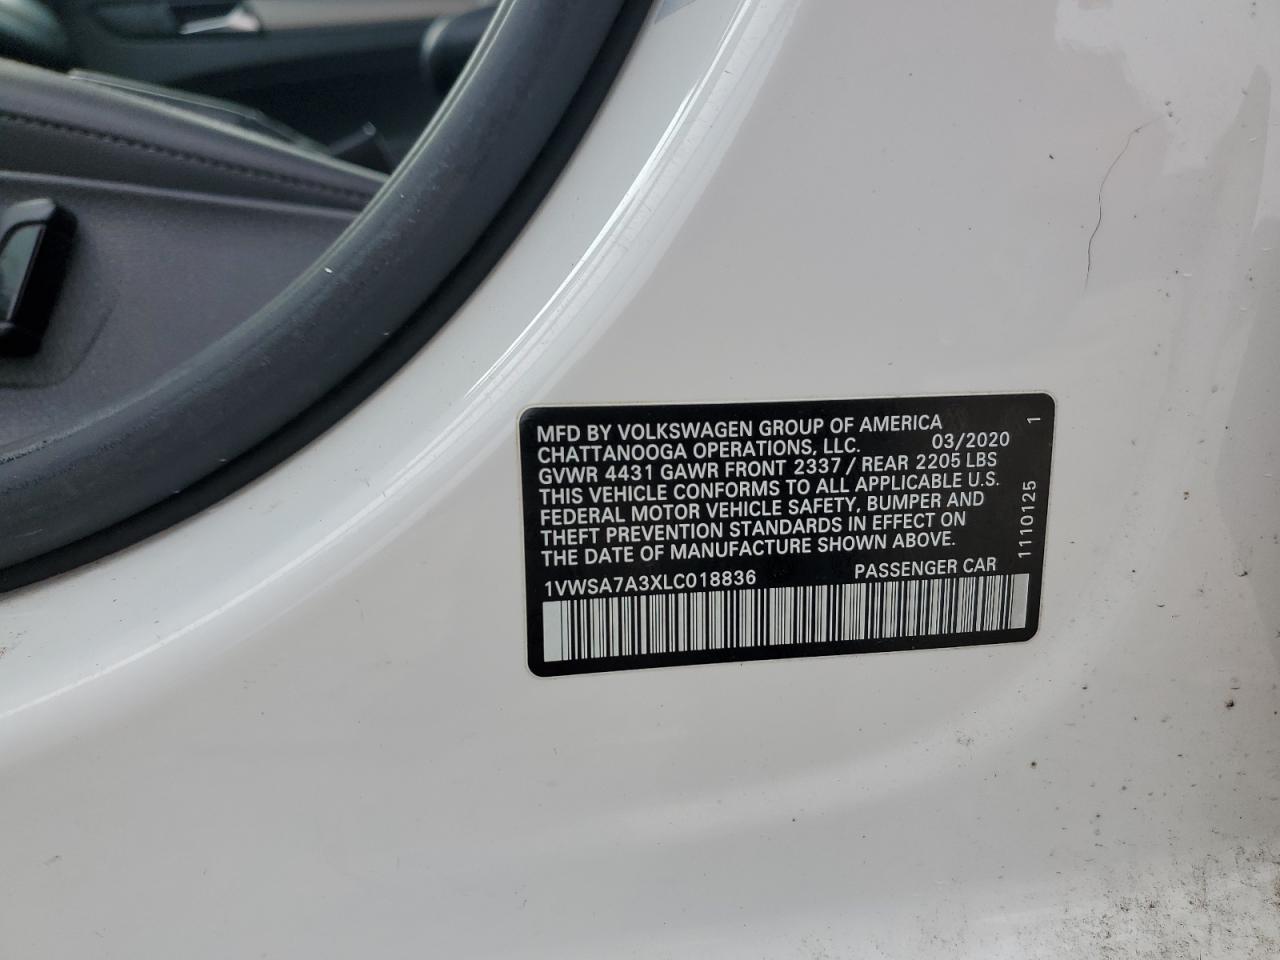 MFD BY VOLKSWAGEN GROUP OF AMERICA
CHATTANOOGA OPERATIONS, LLC. 03/2020
GVWR 4431 GAWR FRONT 2337 / REAR 2205 LBS
THIS VEHICLE CONFORMS TO ALL APPLICABLE U.S.
FEDERAL MOTOR VEHICLE SAFETY, BUMPER AND
THEFT PREVENTION STANDARDS IN EFFECT ON
THE DATE OF MANUFACTURE SHOWN ABOVE.
1VWSA7A3XLC018836 PASSENGER CAR
1110125 1